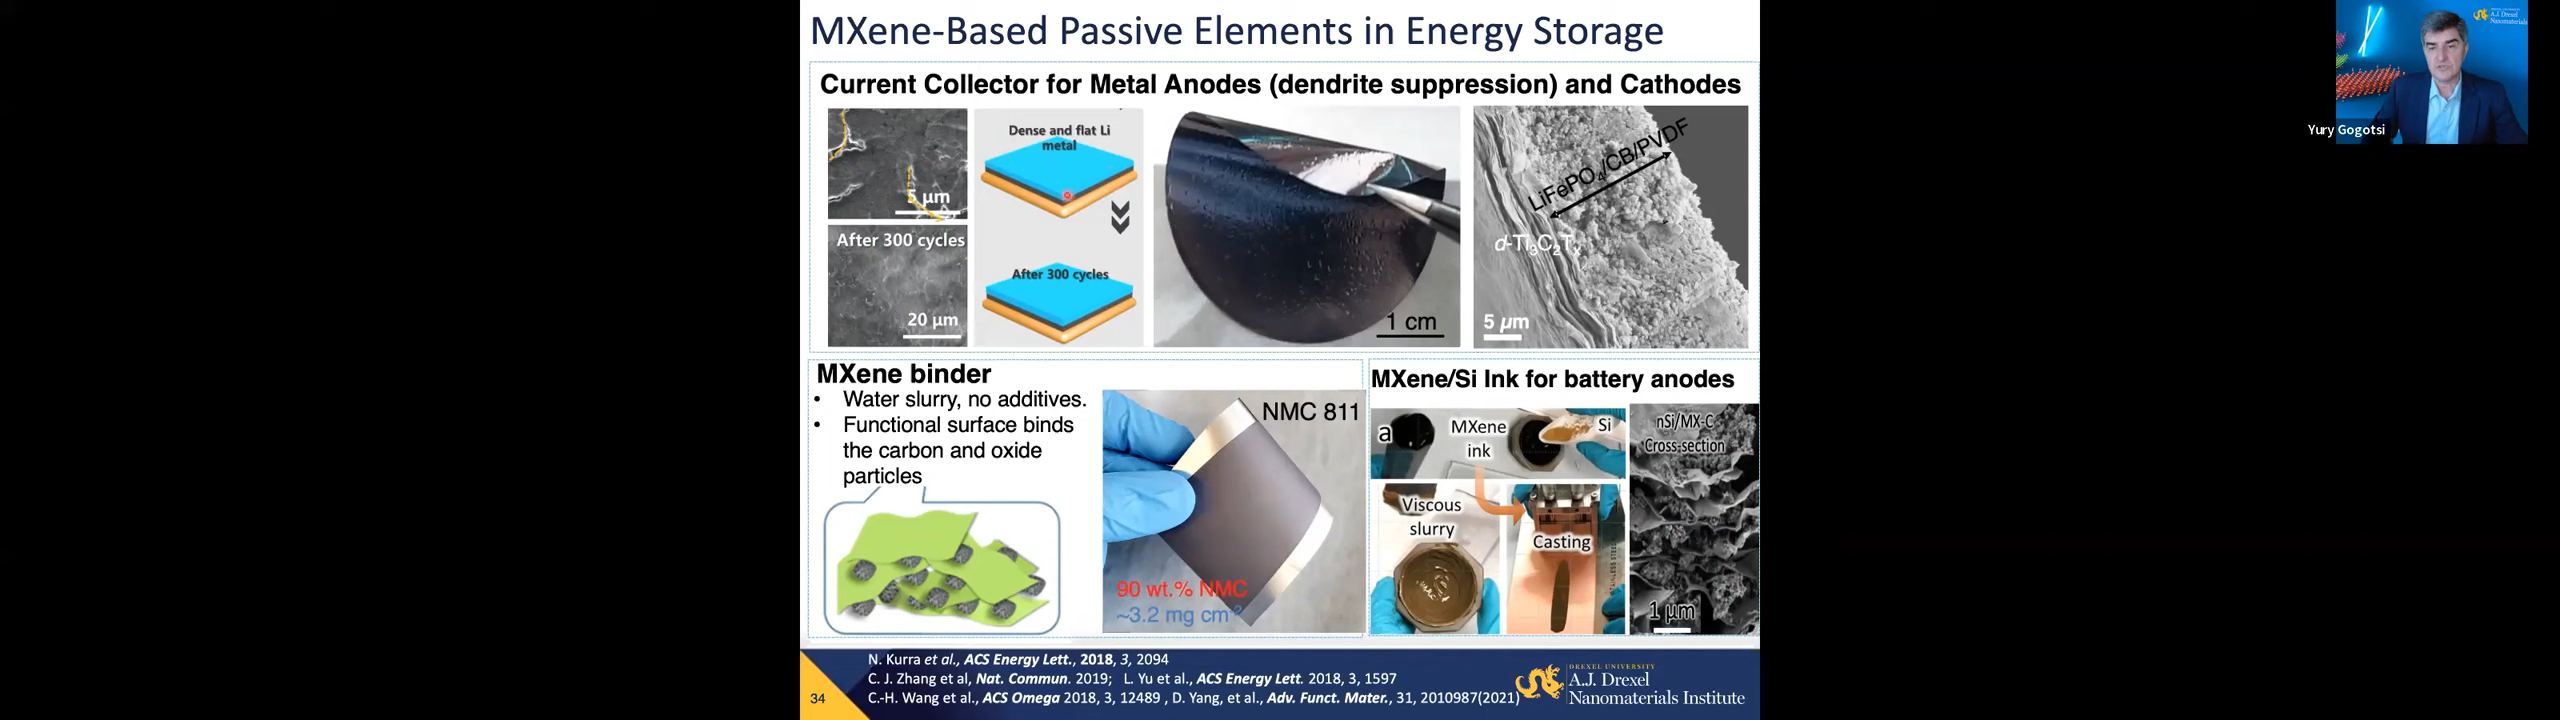 MXene-Based Passive Elements in Energy Storage
Current Collector for Metal Anodes (dendrite suppression) and Cathodes
5 µm
After 300 cycles
20 µm
Dense and flat Li
metal
After 300 cycles
1 cm
LiFePO4/CB/PVDF
d-Ti3C2Tx
5 µm
MXene binder
• Water slurry, no additives.
• Functional surface binds
the carbon and oxide
particles
NMC 811
90 wt.% NMC
~3.2 mg cm-2
MXene/Si Ink for battery anodes
a
MXene
ink
Si
Viscous
slurry
Casting
nSi/MX-C
Cross-section
1 µm
N. Kurra et al., ACS Energy Lett., 2018, 3, 2094
C. J. Zhang et al, Nat. Commun. 2019; L. Yu et al., ACS Energy Lett. 2018, 3, 1597
C.-H. Wang et al., ACS Omega 2018, 3, 12489 , D. Yang, et al., Adv. Funct. Mater., 31, 2010987(2021)
34
DREXEL UNIVERSITY
A.J. Drexel
Nanomaterials Institute
A.J. Drexel
Nanomaterials
Yury Gogotsi